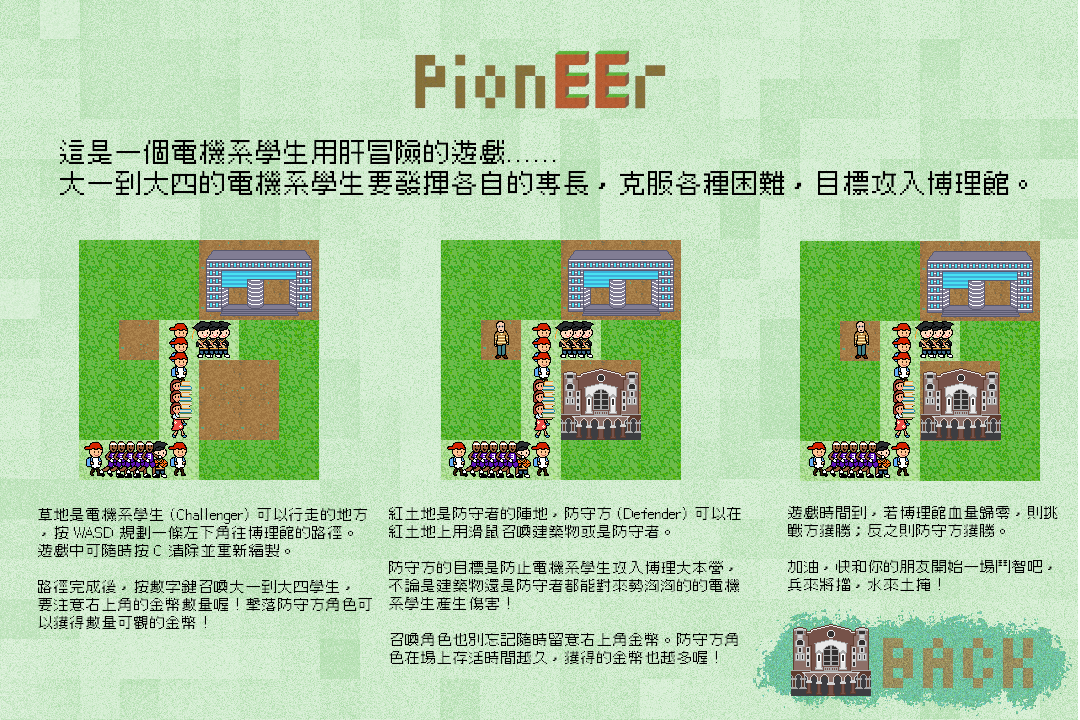 PionEEr
這是一個電機系學生用肝冒險的遊戲……
大一到大四的電機系學生要發揮各自的專長，克服各種困難，目標攻入博理館。
草地是電機系學生 (Challenger) 可以行走的地方
，按 WASD 規劃一條左下角往博理館的路徑。
遊戲中可隨時按 C 清除並重新繪製。
路徑完成後，按數字鍵召喚大一到大四學生，
要注意右上角的金幣數量喔！擊落防守方角色可
以獲得數量可觀的金幣！
紅土地是防守者的陣地，防守方 (Defender) 可以在
紅土地上用滑鼠召喚建築物或是防守者。
防守方的目標是防止電機系學生攻入博理大本營，
不論是建築物還是防守者都能對來勢洶洶的的電機
系學生產生傷害！
召喚角色也別忘記隨時留意右上角金幣。防守方角
色在場上存活時間越久，獲得的金幣也越多喔！
遊戲時間到，若博理館血量歸零，則挑
戰方獲勝；反之則防守方獲勝。
加油，快和你的朋友開始一場鬥智吧，
兵來將擋，水來土掩！
BACK